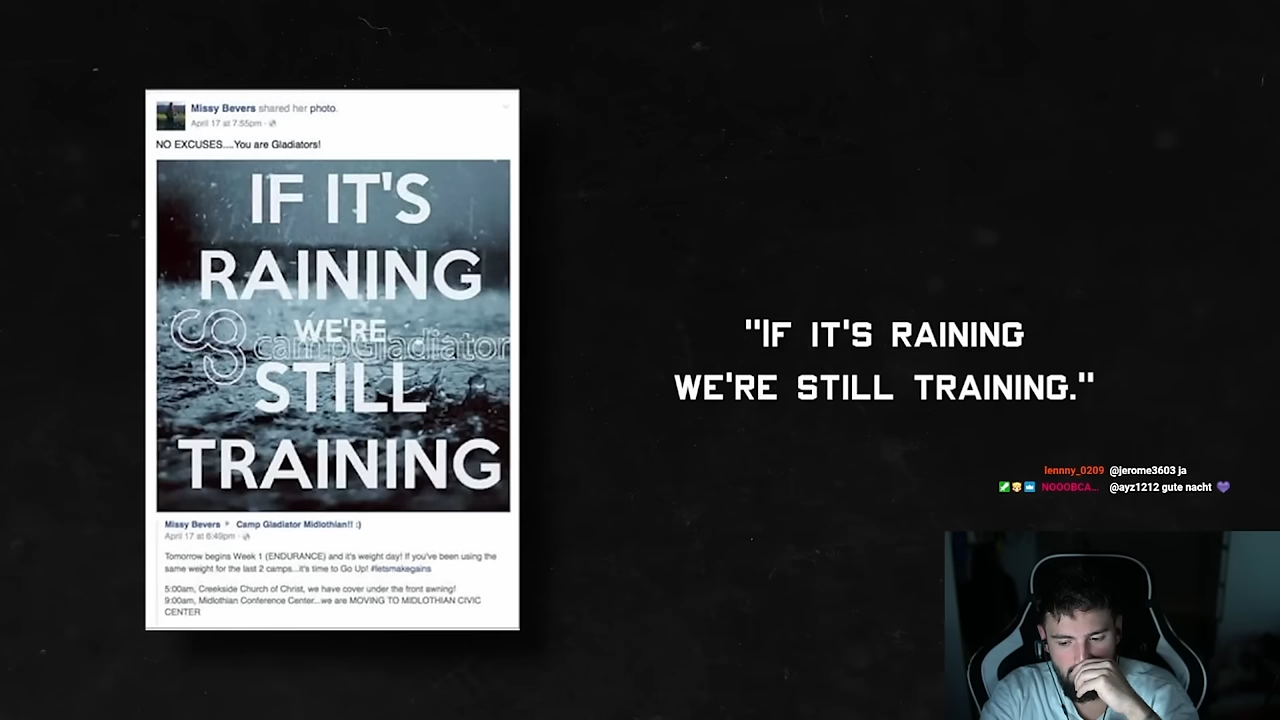 Missy Bevers shared her photo.
April 17 at 7:55pm
NO EXCUSES....You are Gladiators!
IF IT'S
RAINING
WE'RE
campGladiator
STILL
TRAINING
Missy Bevers ▸ Camp Gladiator Midlothian!! :)
April 17 at 6:49pm
Tomorrow begins Week 1 (ENDURANCE) and it's weight day! If you've been using the
same weight for the last 2 camps...it's time to Go Up! #letsmakegains
5:00am, Creekside Church of Christ, we have cover under the front awning!
9:00am, Midlothian Conference Center...we are MOVING TO MIDLOTHIAN CIVIC
CENTER
"IF IT'S RAINING
WE'RE STILL TRAINING."
lennny_0209 @jerome3603 ja
NOOOBCA... @ayz1212 gute nacht